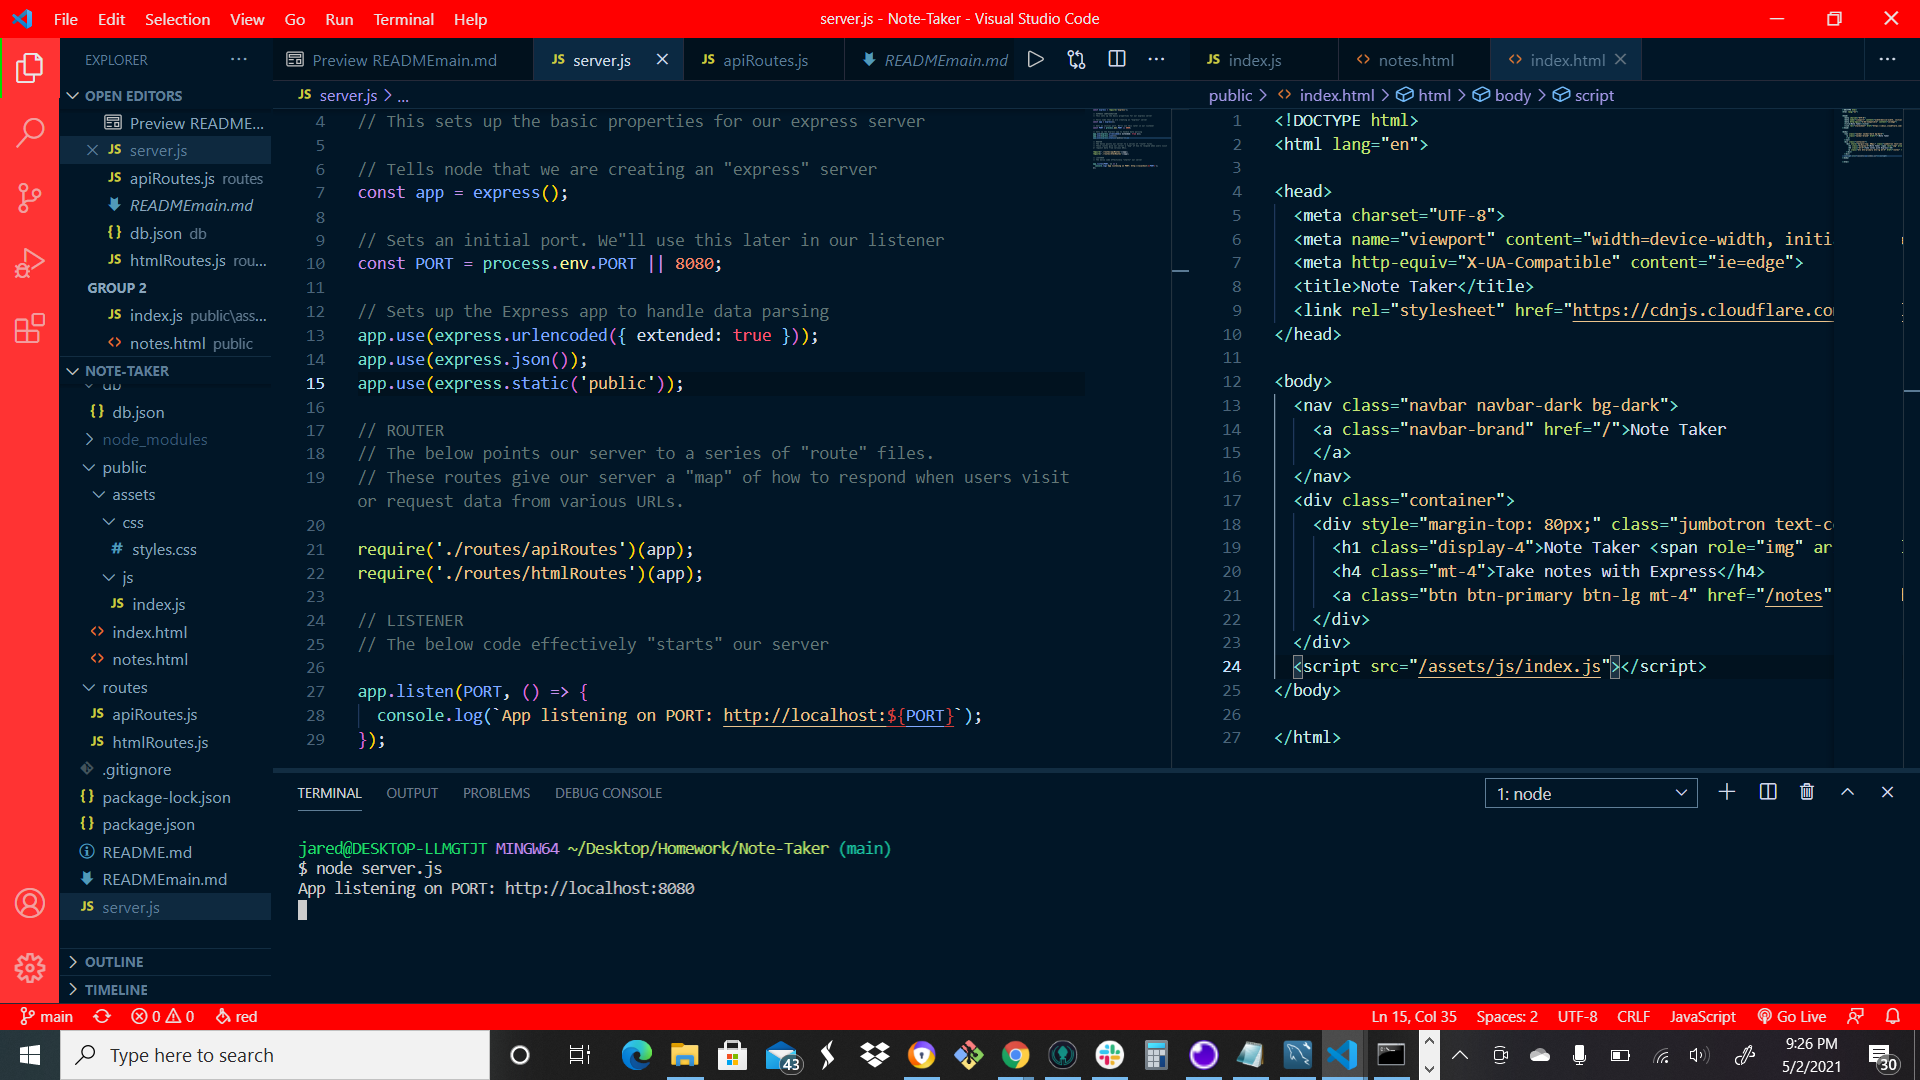 File Edit Selection View Go Run Terminal Help
server.js - Note-Taker - Visual Studio Code
EXPLORER
OPEN EDITORS
Preview README...
server.js
apiRoutes.js routes
READMEmain.md
db.json db
htmlRoutes.js rou...
GROUP 2
index.js public\ass...
notes.html public
NOTE-TAKER
db
db.json
node_modules
public
assets
css
styles.css
js
index.js
index.html
notes.html
routes
apiRoutes.js
htmlRoutes.js
.gitignore
package-lock.json
package.json
README.md
READMEmain.md
server.js
OUTLINE
TIMELINE
Preview READMEmain.md server.js apiRoutes.js READMEmain.md
server.js > ...
4 // This sets up the basic properties for our express server
5
6 // Tells node that we are creating an "express" server
7 const app = express();
8
9 // Sets an initial port. We"ll use this later in our listener
10 const PORT = process.env.PORT || 8080;
11
12 // Sets up the Express app to handle data parsing
13 app.use(express.urlencoded({ extended: true }));
14 app.use(express.json());
15 app.use(express.static('public'));
16
17 // ROUTER
18 // The below points our server to a series of "route" files.
19 // These routes give our server a "map" of how to respond when users visit
or request data from various URLs.
20
21 require('./routes/apiRoutes')(app);
22 require('./routes/htmlRoutes')(app);
23
24 // LISTENER
25 // The below code effectively "starts" our server
26
27 app.listen(PORT, () => {
28 console.log(`App listening on PORT: http://localhost:${PORT}`);
29 });
index.js notes.html index.html
public > index.html > html > body > script
1 <!DOCTYPE html>
2 <html lang="en">
3
4 <head>
5 <meta charset="UTF-8">
6 <meta name="viewport" content="width=device-width, initi
7 <meta http-equiv="X-UA-Compatible" content="ie=edge">
8 <title>Note Taker</title>
9 <link rel="stylesheet" href="https://cdnjs.cloudflare.co
10 </head>
11
12 <body>
13 <nav class="navbar navbar-dark bg-dark">
14 <a class="navbar-brand" href="/">Note Taker
15 </a>
16 </nav>
17 <div class="container">
18 <div style="margin-top: 80px;" class="jumbotron text-c
19 <h1 class="display-4">Note Taker <span role="img" ar
20 <h4 class="mt-4">Take notes with Express</h4>
21 <a class="btn btn-primary btn-lg mt-4" href="/notes"
22 </div>
23 </div>
24 <script src="/assets/js/index.js"></script>
25 </body>
26
27 </html>
TERMINAL OUTPUT PROBLEMS DEBUG CONSOLE
1: node
jared@DESKTOP-LLMGTJT MINGW64 ~/Desktop/Homework/Note-Taker (main)
$ node server.js
App listening on PORT: http://localhost:8080
main 0 0 red
Ln 15, Col 35 Spaces: 2 UTF-8 CRLF JavaScript Go Live
Type here to search
43
9:26 PM
5/2/2021
30